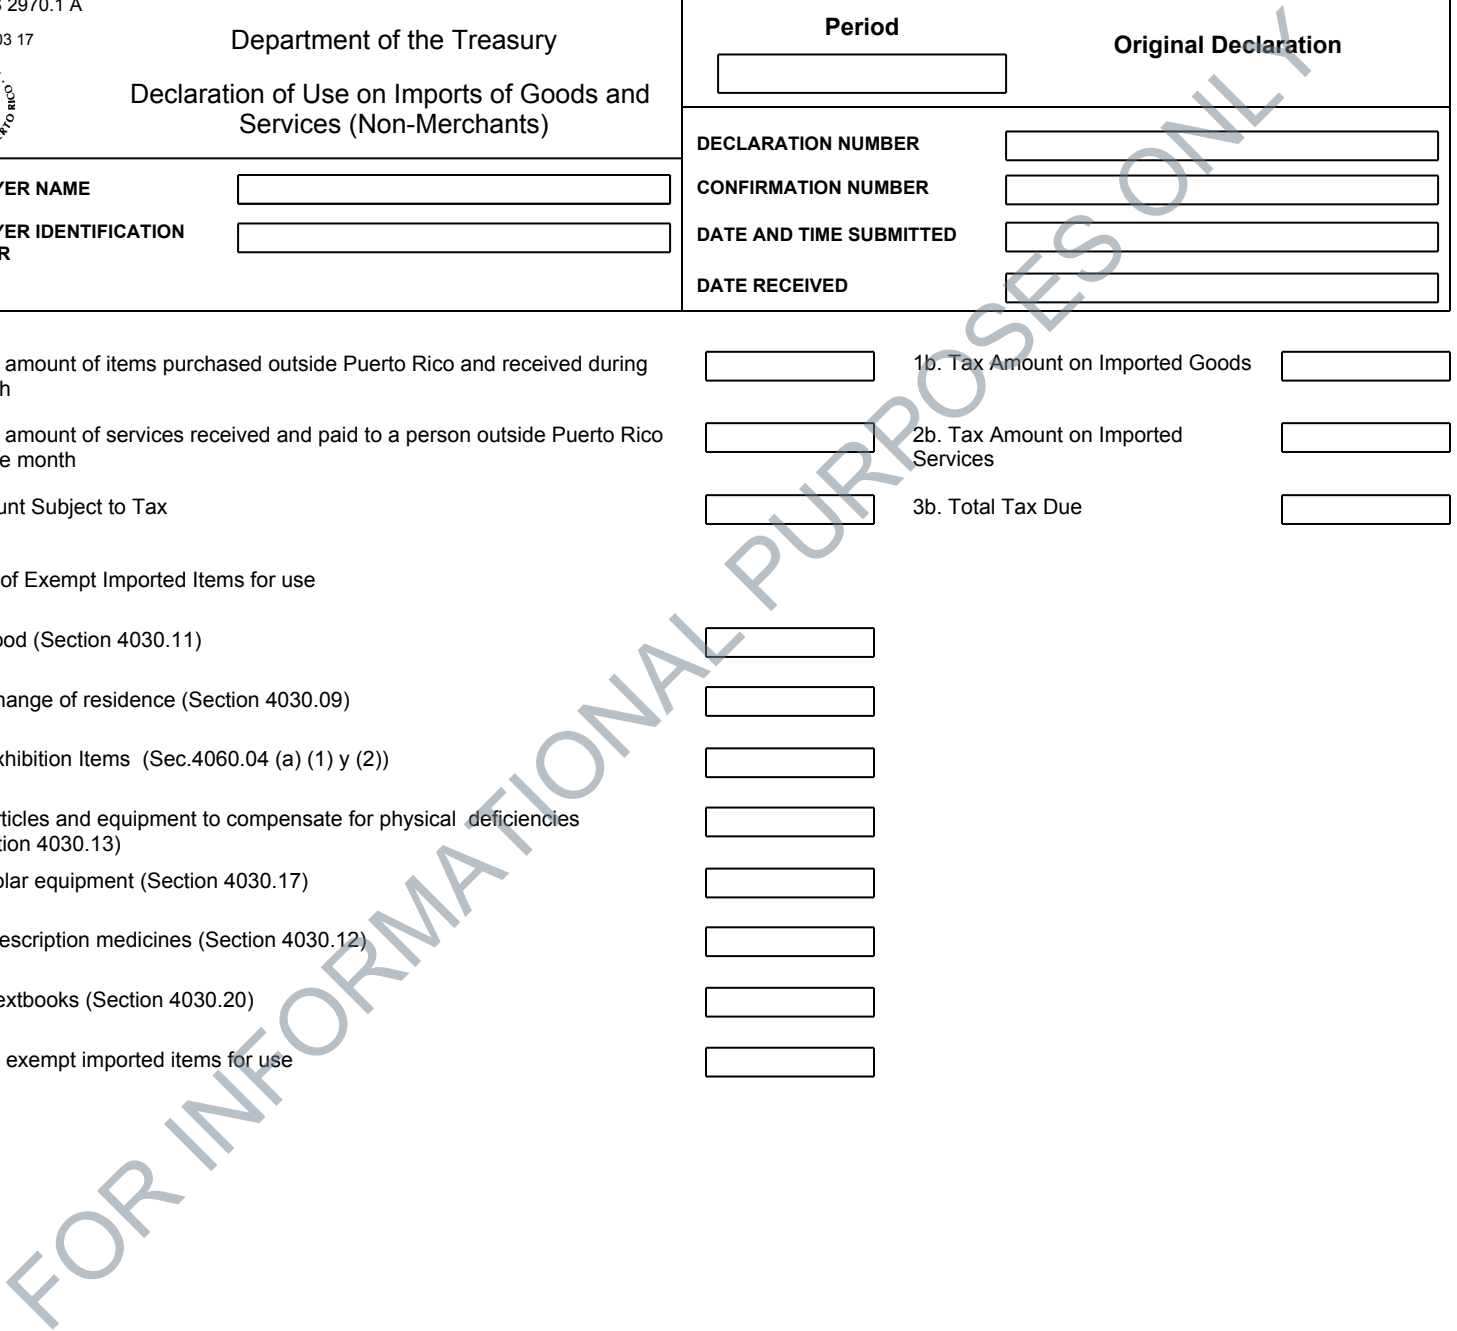 2970.1 A
03 17
Department of the Treasury
Declaration of Use on Imports of Goods and
Services (Non-Merchants)
Period
Original Declaration
DECLARATION NUMBER
CONFIRMATION NUMBER
DATE AND TIME SUBMITTED
DATE RECEIVED
YER NAME
YER IDENTIFICATION
R
amount of items purchased outside Puerto Rico and received during
h
1b. Tax Amount on Imported Goods
amount of services received and paid to a person outside Puerto Rico
e month
2b. Tax Amount on Imported
Services
unt Subject to Tax
3b. Total Tax Due
of Exempt Imported Items for use
ood (Section 4030.11)
hange of residence (Section 4030.09)
xhibition Items (Sec.4060.04 (a) (1) y (2))
rticles and equipment to compensate for physical deficiencies
tion 4030.13)
olar equipment (Section 4030.17)
escription medicines (Section 4030.12)
extbooks (Section 4030.20)
exempt imported items for use
FOR INFORMATIONAL PURPOSES ONLY